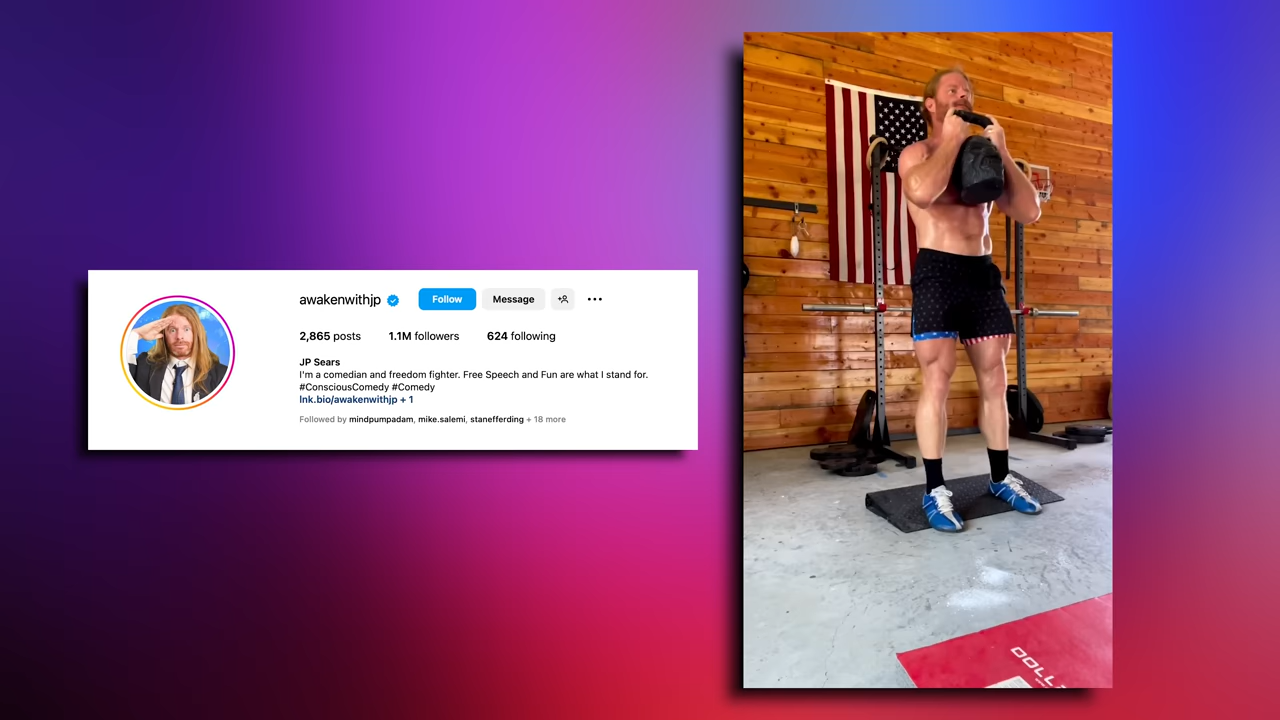 awakenwithjp
Follow
Message
2,865 posts 1.1M followers 624 following
JP Sears
I'm a comedian and freedom fighter. Free Speech and Fun are what I stand for.
#ConsciousComedy #Comedy
lnk.bio/awakenwithjp + 1
Followed by mindpumpadam, mike.salemi, stanefferding + 18 more